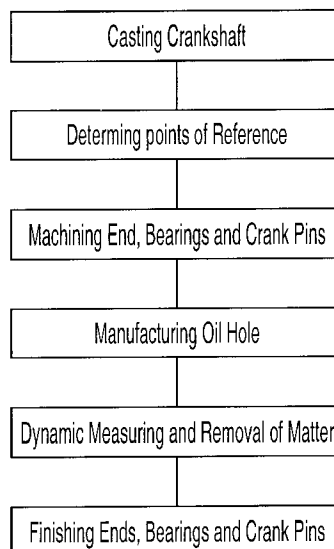 Casting Crankshaft
Determing points of Reference
Machining End, Bearings and Crank Pins
Manufacturing Oil Hole
Dynamic Measuring and Removal of Matter
Finishing Ends, Bearings and Crank Pins